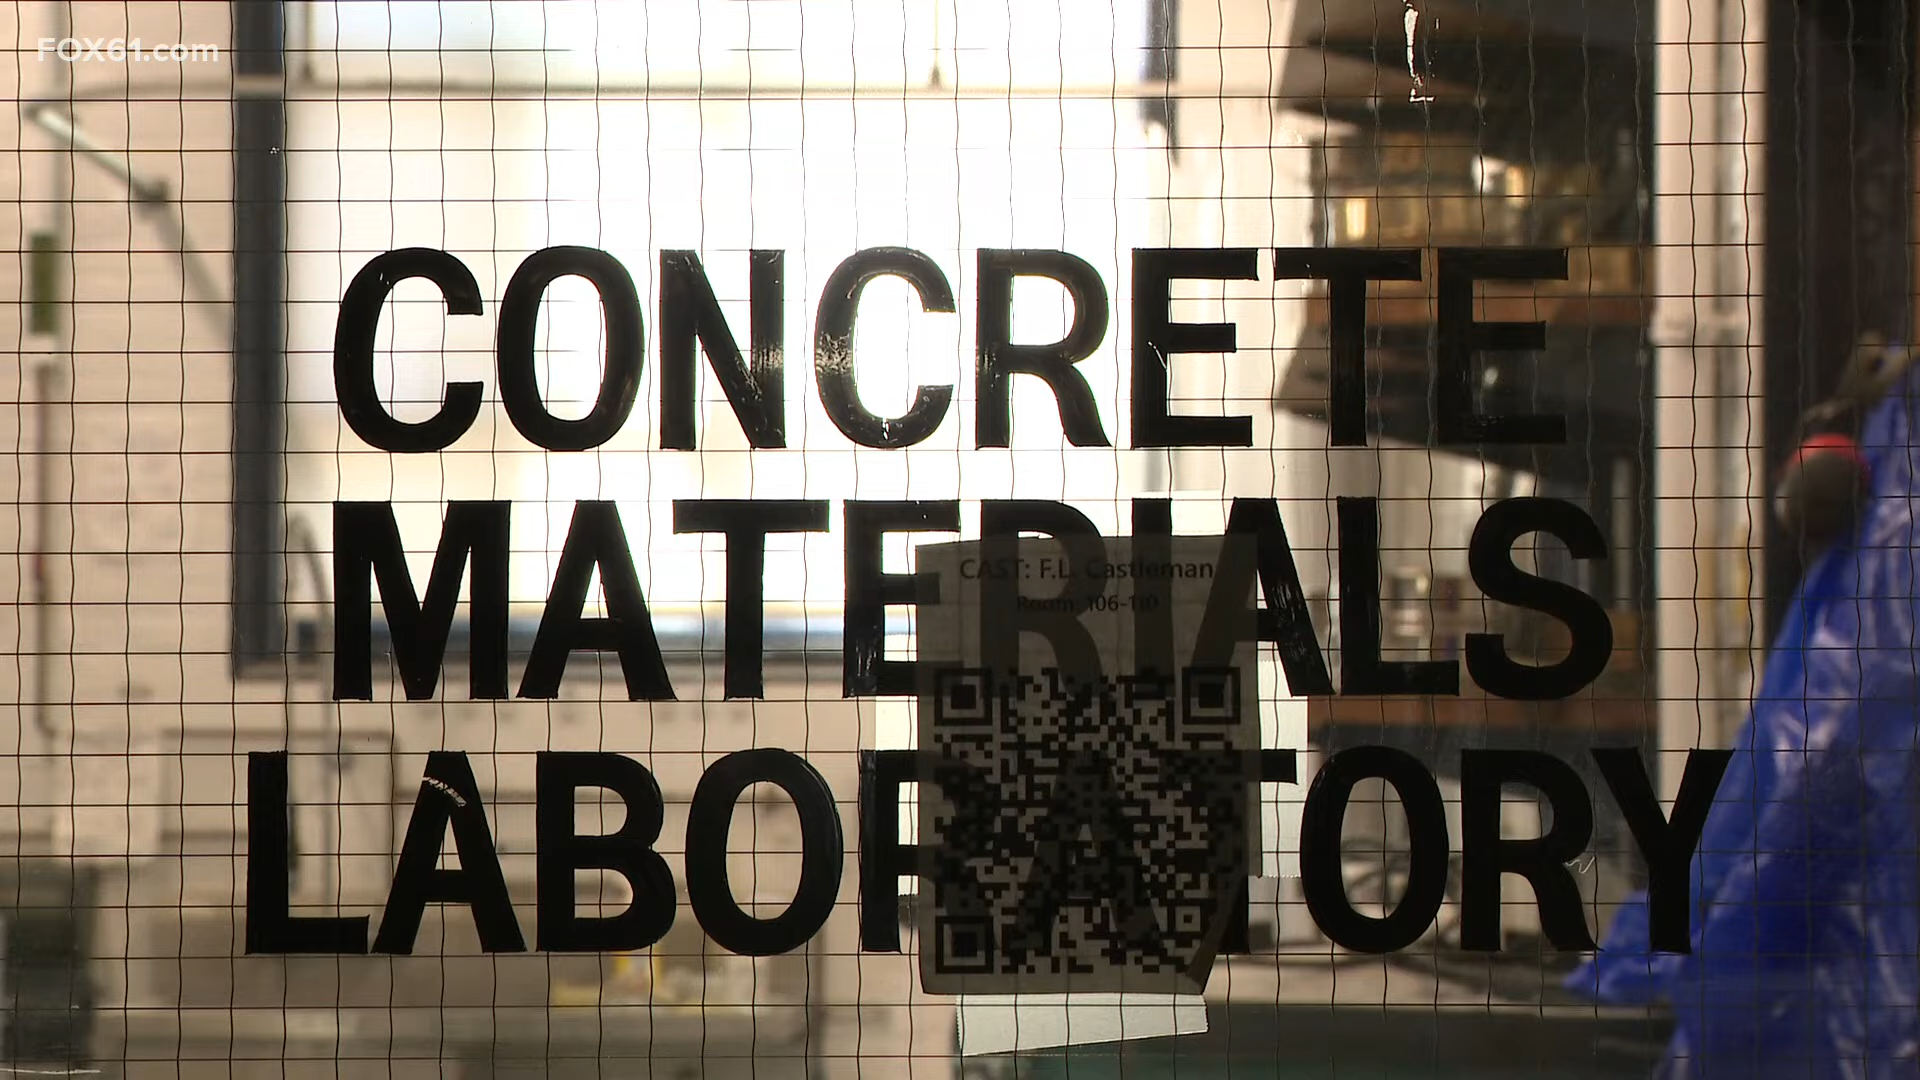 FOX61.com
CONCRETE
MATERIALS
CAST: F.L. Castleman
Room: 106-110
LABORATORY